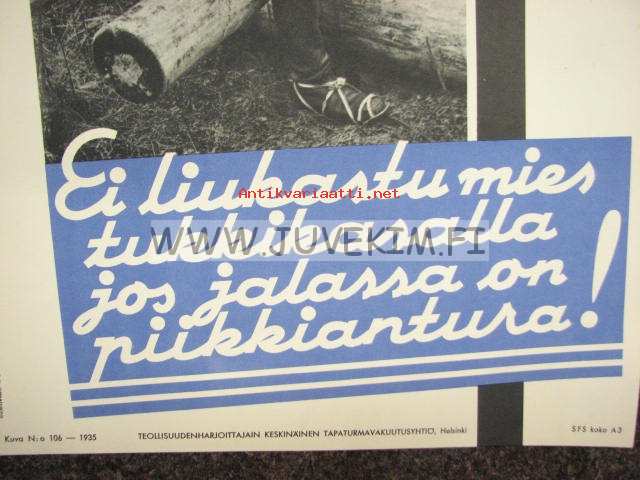 Ei liukastu mies
Antikvariaatti.net
tukkikasalla
WWW.JUVEKIM.FI
jos jalassa on
piikkiantura!
Kuva N:o 106 — 1935
TEOLLISUUDENHARJOITTAJAIN KESKINÄINEN TAPATURMAVAKUUTUSYHTIÖ, Helsinki
SFS koko A3